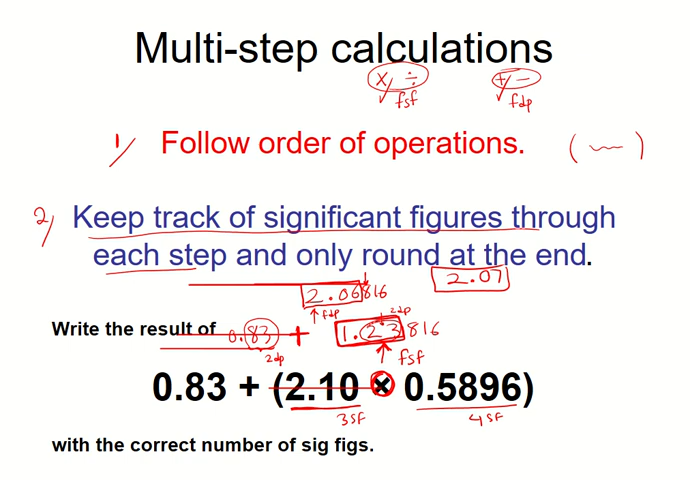 Multi-step calculations
x, ÷ +, −
fsf fdp
1/ Follow order of operations. ( )
2/ Keep track of significant figures through
each step and only round at the end.
2.07
2.06816
fdp 2dp
Write the result of 0.83 + 1.23816
2dp fsf
0.83 + (2.10 × 0.5896)
3SF 4SF
with the correct number of sig figs.